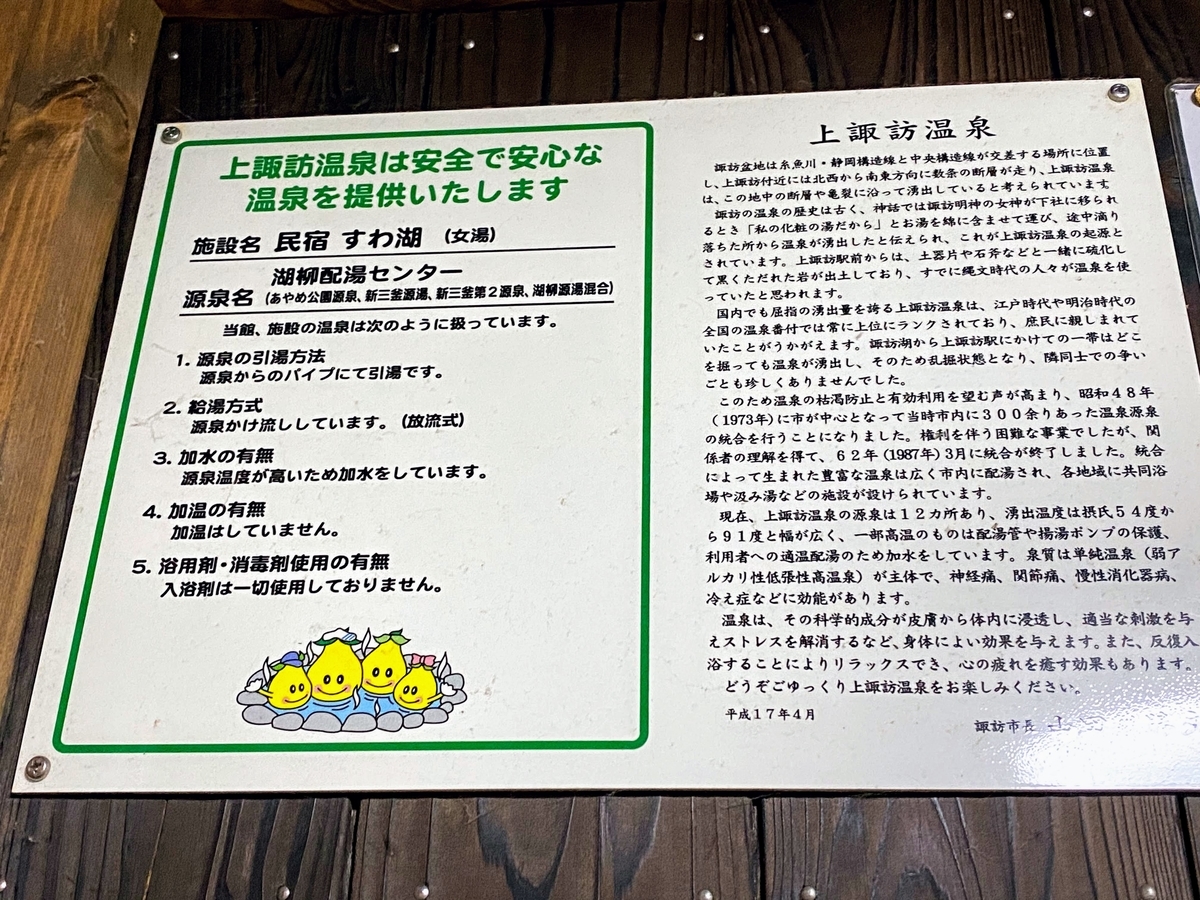 上諏訪温泉は安全で安心な
温泉を提供いたします
施設名 民宿 すわ湖 (女湯)
湖柳配湯センター
源泉名 (あやめ公園源泉、新三釜源湯、新三釜第2源泉、湖柳源湯混合)
当館、施設の温泉は次のように扱っています。
1. 源泉の引湯方法
源泉からのパイプにて引湯です。
2. 給湯方式
源泉かけ流ししています。(放流式)
3. 加水の有無
源泉温度が高いため加水をしています。
4. 加温の有無
加温はしていません。
5. 浴用剤・消毒剤使用の有無
入浴剤は一切使用しておりません。
上諏訪温泉
諏訪盆地は糸魚川・静岡構造線と中央構造線が交差する場所に位置
し、上諏訪付近には北西から南東方向に数条の断層が走り、上諏訪温泉
は、この地中の断層や亀裂に沿って湧出していると考えられています
諏訪の温泉の歴史は古く、神話では諏訪明神の女神が下社に移られ
るとき「私の化粧の湯だから」とお湯を綿に含ませて運び、途中滴り
落ちた所から温泉が湧出したと伝えられ、これが上諏訪温泉の起源と
されています。上諏訪駅前からは、土器片や石斧などと一緒に硫化し
て黒くただれた岩が出土しており、すでに縄文時代の人々が温泉を使
っていたと思われます。
国内でも屈指の湧出量を誇る上諏訪温泉は、江戸時代や明治時代の
全国の温泉番付では常に上位にランクされており、庶民に親しまれて
いたことがうかがえます。諏訪湖から上諏訪駅にかけての一帯はどこ
を掘っても温泉が湧出し、そのため乱掘状態となり、隣同士での争い
ごとも珍しくありませんでした。
このため温泉の枯渇防止と有効利用を望む声が高まり、昭和48年
(1973年)に市が中心となって当時市内に300余りあった温泉源泉
の統合を行うことになりました。権利を伴う困難な事業でしたが、関
係者の理解を得て、62年(1987年)3月に統合が終了しました。統合
によって生まれた豊富な温泉は広く市内に配湯され、各地域に共同浴
場や汲み湯などの施設が設けられています。
現在、上諏訪温泉の源泉は12カ所あり、湧出温度は摂氏54度か
ら91度と幅が広く、一部高温のものは配湯管や揚湯ポンプの保護、
利用者への適温配湯のため加水をしています。泉質は単純温泉(弱ア
ルカリ性低張性高温泉)が主体で、神経痛、関節痛、慢性消化器病、
冷え症などに効能があります。
温泉は、その科学的成分が皮膚から体内に浸透し、適当な刺激を与
えストレスを解消するなど、身体によい効果を与えます。また、反復入
浴することによりリラックスでき、心の疲れを癒す効果もあります。
どうぞごゆっくり上諏訪温泉をお楽しみください。
平成17年4月
諏訪市長